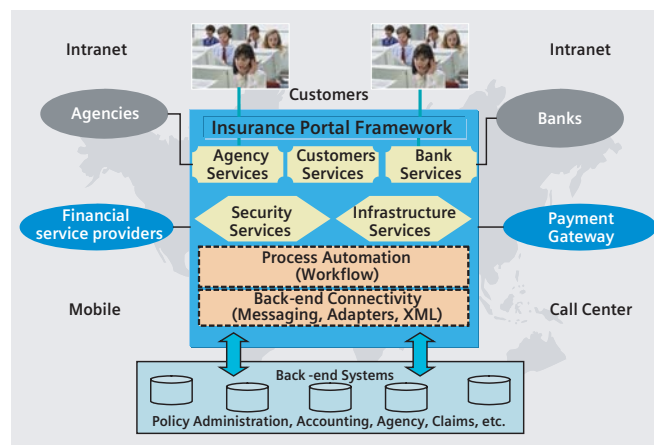 Intranet
Intranet
Customers
Agencies
Banks
Insurance Portal Framework
Agency
Services
Customers
Services
Bank
Services
Financial
service providers
Security
Services
Infrastructure
Services
Payment
Gateway
Process Automation
(Workflow)
Mobile
Back-end Connectivity
(Messaging, Adapters, XML)
Call Center
Back -end Systems
Policy Administration, Accounting, Agency, Claims, etc.